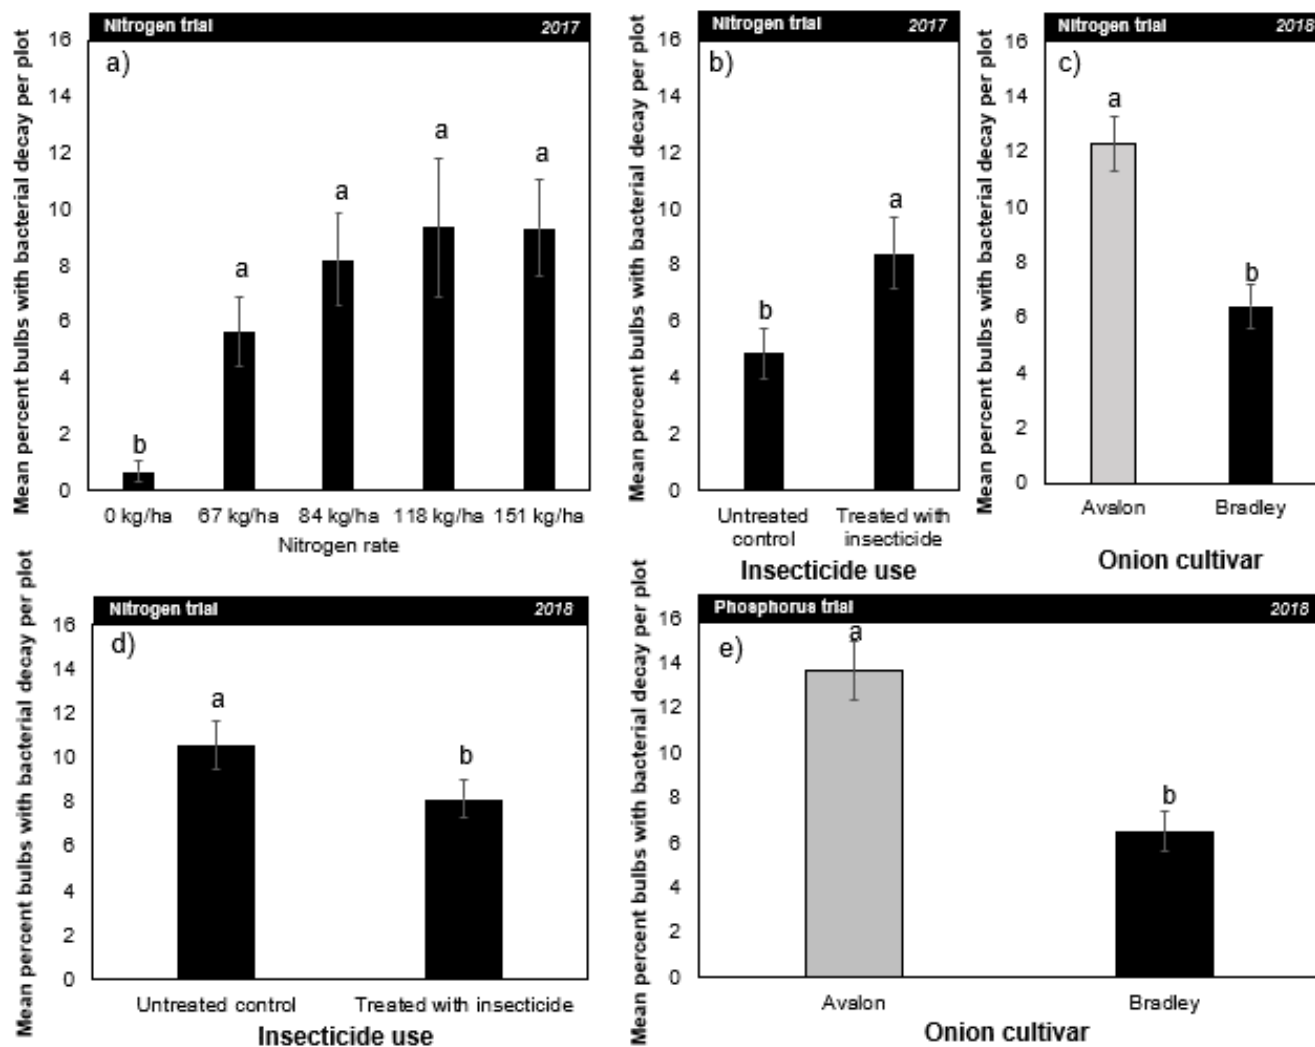 Nitrogen trial 2017
a)
Mean percent bulbs with bacterial decay per plot
16
14
12
10
8
6
4
2
0
b
a
a
a
a
0 kg/ha 67 kg/ha 84 kg/ha 118 kg/ha 151 kg/ha
Nitrogen rate
Nitrogen trial 2017
b)
Mean percent bulbs with bacterial decay per plot
16
14
12
10
8
6
4
2
0
b
a
Untreated control
Treated with insecticide
Insecticide use
Nitrogen trial 2018
c)
Mean percent bulbs with bacterial decay per plot
16
14
12
10
8
6
4
2
0
a
b
Avalon Bradley
Onion cultivar
Nitrogen trial 2018
d)
Mean percent bulbs with bacterial decay per plot
16
14
12
10
8
6
4
2
0
a
b
Untreated control Treated with insecticide
Insecticide use
Phosphorus trial 2018
e)
Mean percent bulbs with bacterial decay per plot
16
14
12
10
8
6
4
2
0
a
b
Avalon Bradley
Onion cultivar